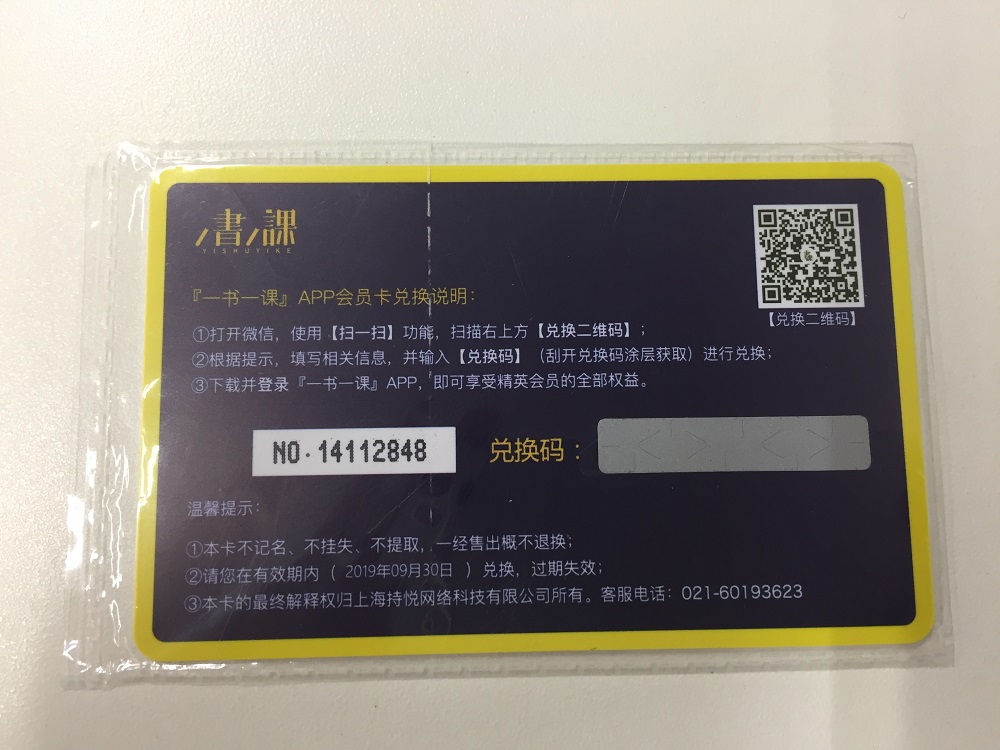 一書一課
YISHUYIKE
『一书一课』APP会员卡兑换说明：
①打开微信，使用【扫一扫】功能，扫描右上方【兑换二维码】；
②根据提示，填写相关信息，并输入【兑换码】（刮开兑换码涂层获取）进行兑换；
③下载并登录『一书一课』APP，即可享受精英会员的全部权益。
【兑换二维码】
NO·14112848
兑换码：
温馨提示：
①本卡不记名、不挂失、不提取，一经售出概不退换；
②请您在有效期内（ 2019年09月30日 ）兑换，过期失效；
③本卡的最终解释权归上海持悦网络科技有限公司所有。客服电话：021-60193623